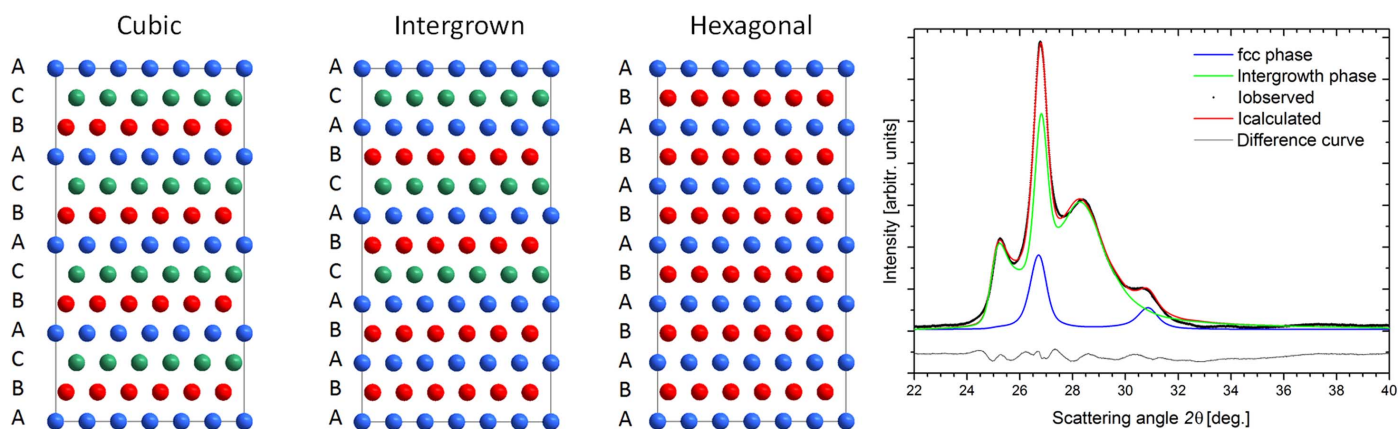 Cubic
A
C
B
A
C
B
A
C
B
A
C
B
A
Intergrown
A
C
A
B
C
A
B
C
A
B
A
B
A
Hexagonal
A
B
A
B
A
B
A
B
A
B
A
B
A
Intensity [arbitr. units]
fcc phase
Intergrowth phase
Iobserved
Icalculated
Difference curve
22 24 26 28 30 32 34 36 38 40
Scattering angle 2θ [deg.]